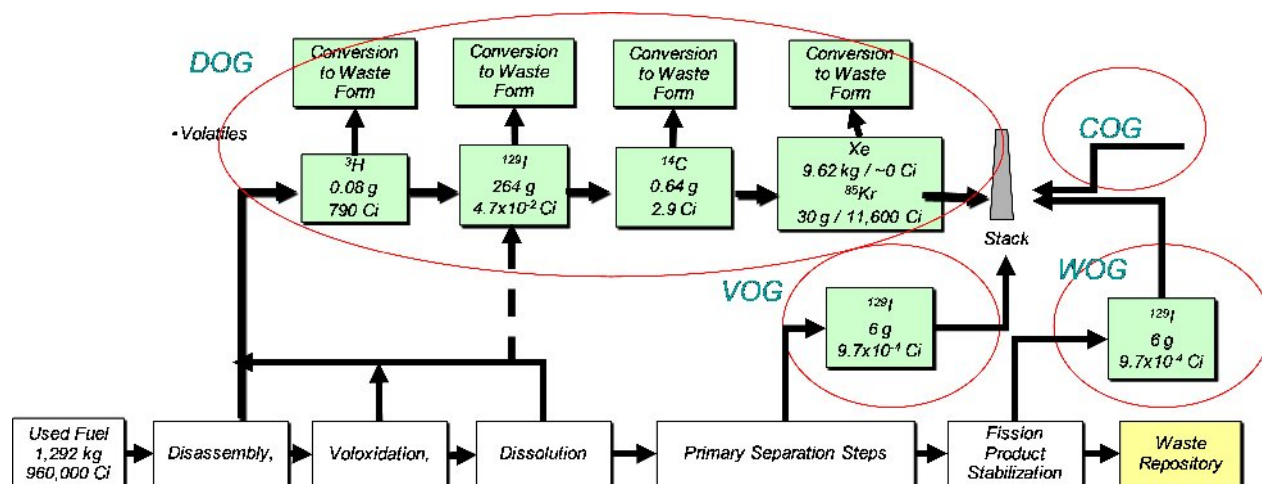 DOG
Conversion
to Waste
Form
Conversion
to Waste
Form
Conversion
to Waste
Form
Conversion
to Waste
Form
COG
• Volatiles
³H
0.08 g
790 Ci
¹²⁹I
264 g
4.7x10⁻² Ci
¹⁴C
0.64 g
2.9 Ci
Xe
9.62 kg / ~0 Ci
⁸⁵Kr
30 g / 11,600 Ci
Stack
VOG
¹²⁹I
6 g
9.7x10⁻⁴ Ci
WOG
¹²⁹I
6 g
9.7x10⁻⁴ Ci
Used Fuel
1,292 kg
960,000 Ci
Disassembly,
Voloxidation,
Dissolution
Primary Separation Steps
Fission
Product
Stabilization
Waste
Repository